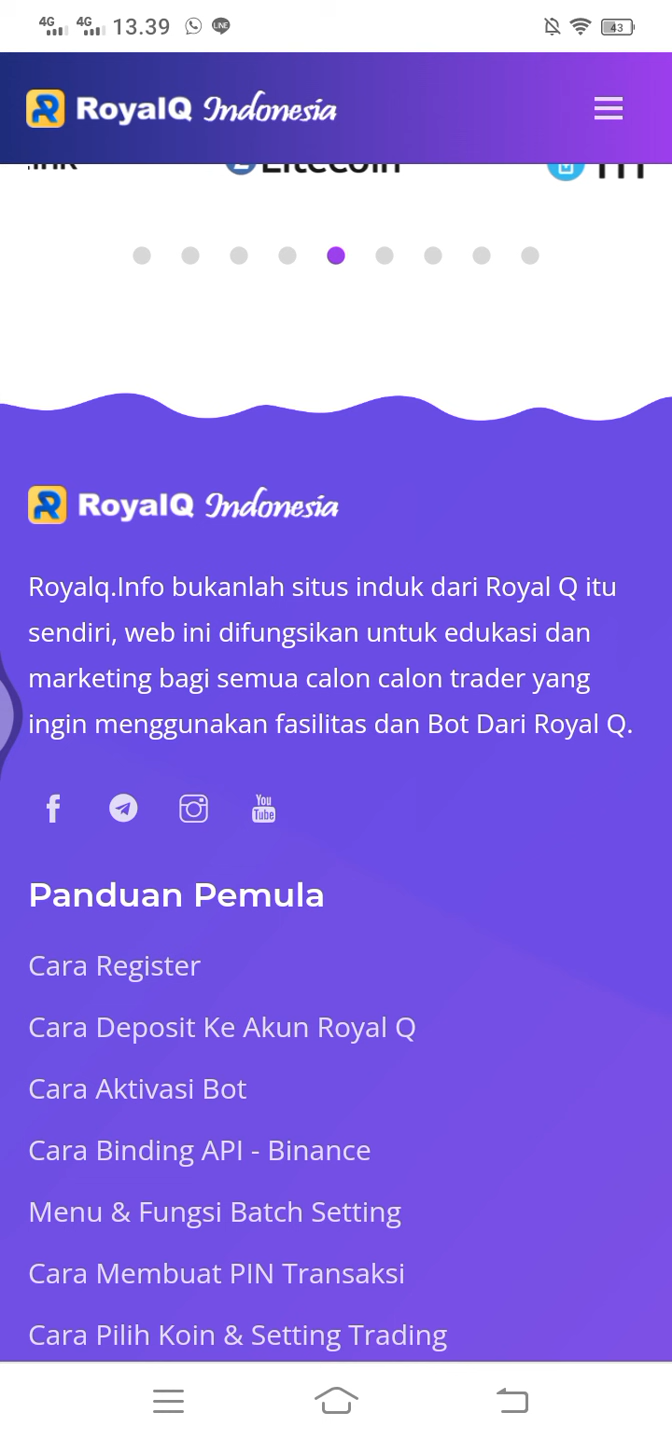 4G 4G 13.39 LINE 43
RoyalQ Indonesia
RoyalQ Indonesia
Royalq.Info bukanlah situs induk dari Royal Q itu
sendiri, web ini difungsikan untuk edukasi dan
marketing bagi semua calon calon trader yang
ingin menggunakan fasilitas dan Bot Dari Royal Q.
You
Tube
Panduan Pemula
Cara Register
Cara Deposit Ke Akun Royal Q
Cara Aktivasi Bot
Cara Binding API - Binance
Menu & Fungsi Batch Setting
Cara Membuat PIN Transaksi
Cara Pilih Koin & Setting Trading